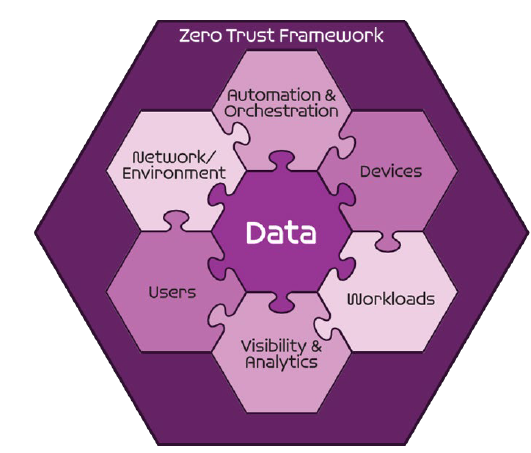 Zero Trust Framework
Automation &
Orchestration
Network/
Environment
Devices
Data
Users
Workloads
Visibility &
Analytics